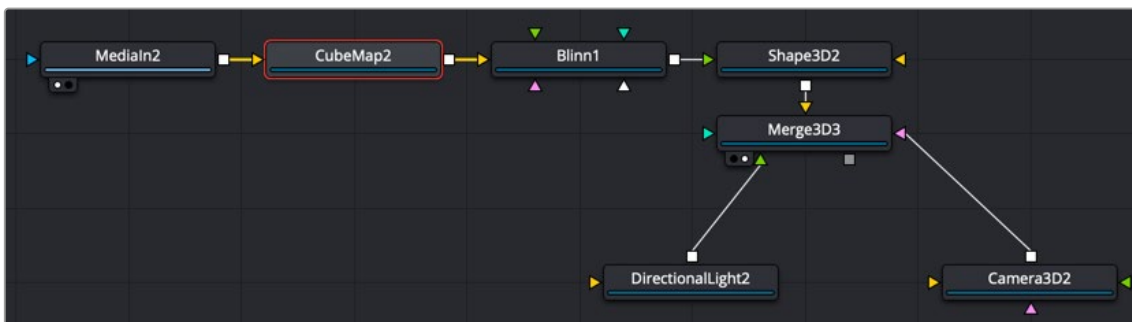 MediaIn2
CubeMap2
Blinn1
Shape3D2
Merge3D3
DirectionalLight2
Camera3D2